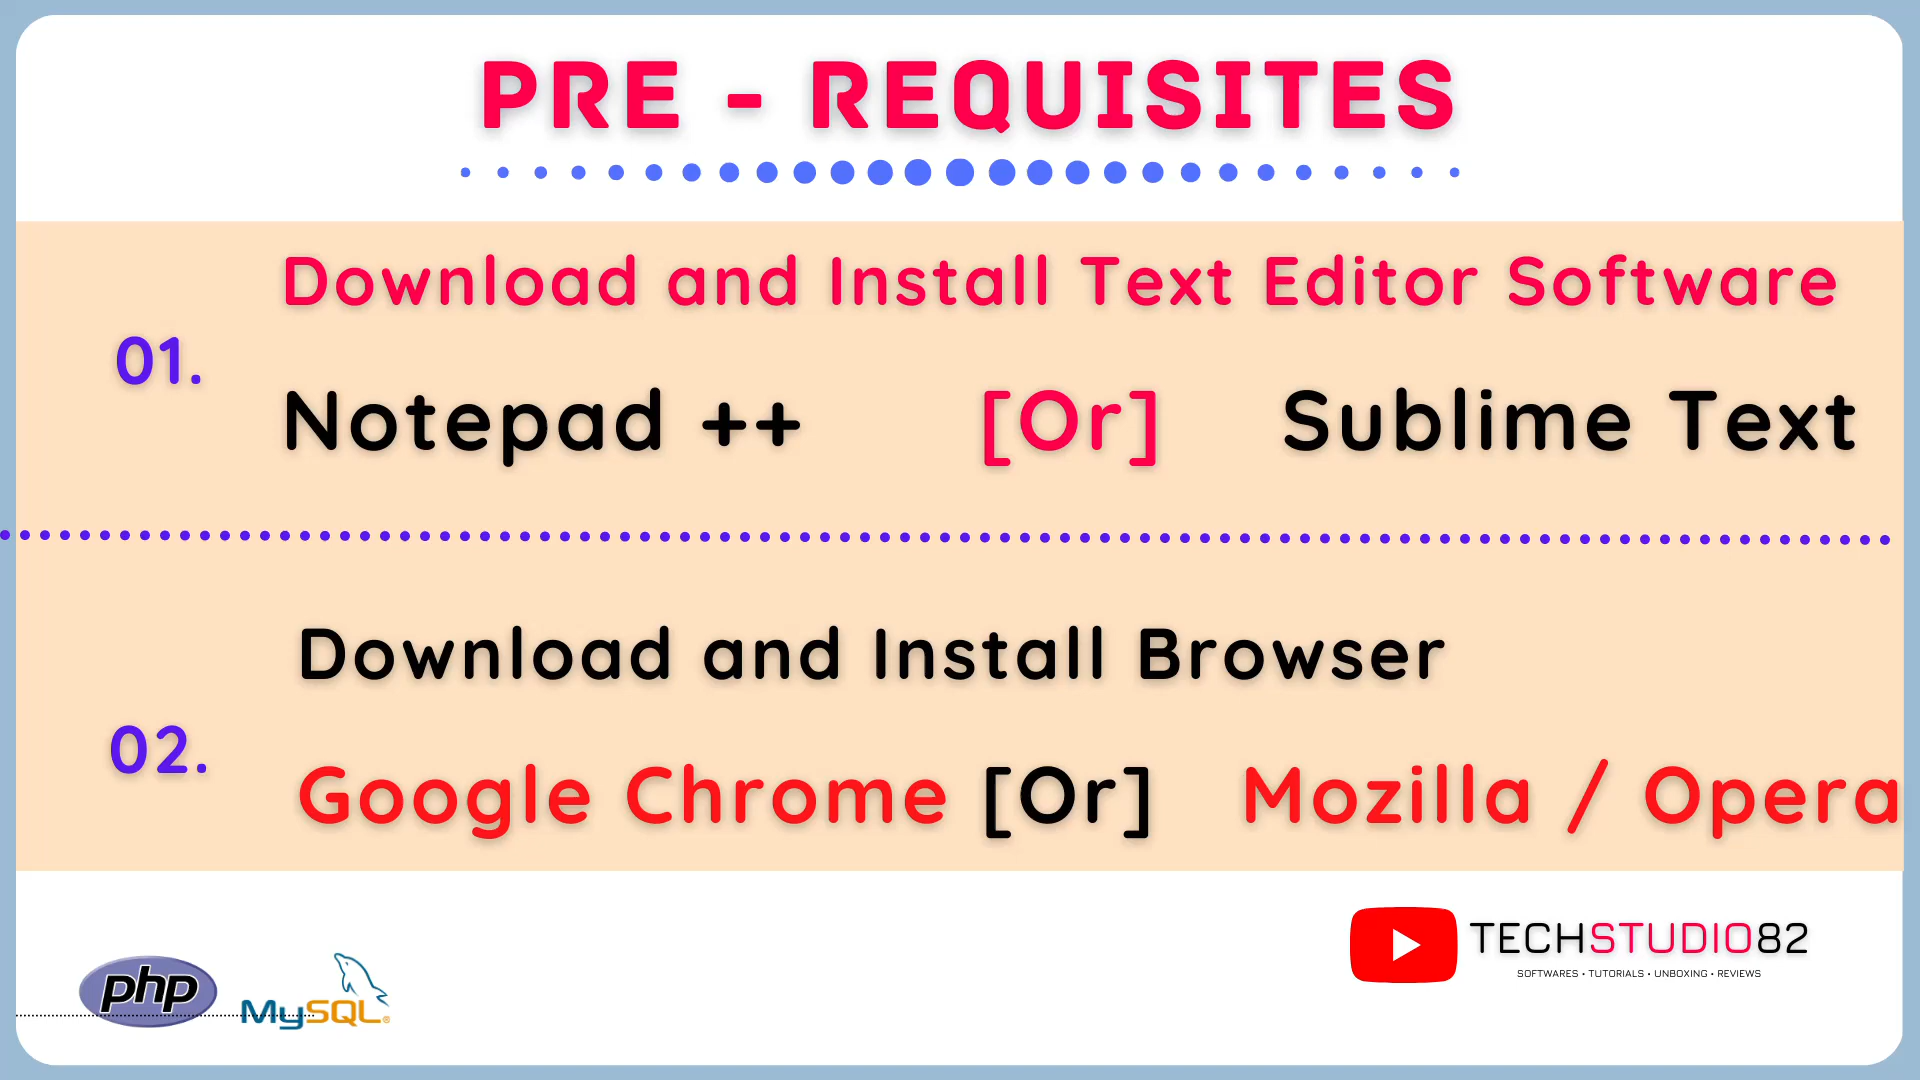 PRE - REQUISITES
Download and Install Text Editor Software
01.
Notepad ++ [Or] Sublime Text
Download and Install Browser
02.
Google Chrome [Or] Mozilla / Opera
TECHSTUDIO82
SOFTWARES • TUTORIALS • UNBOXING • REVIEWS
php
MySQL®